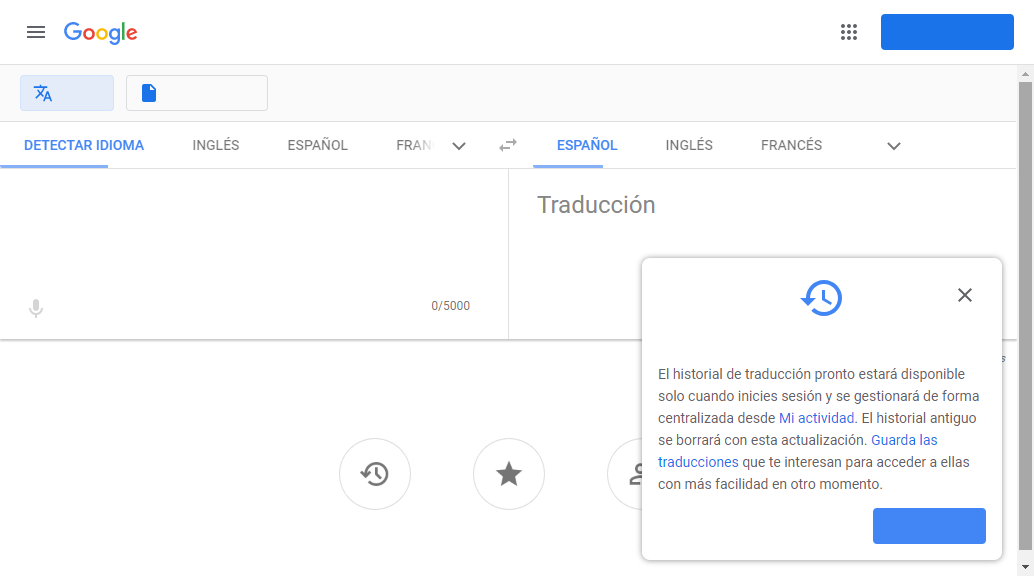 Google
DETECTAR IDIOMA INGLÉS ESPAÑOL FRAN ESPAÑOL INGLÉS FRANCÉS
Traducción
0/5000
El historial de traducción pronto estará disponible
solo cuando inicies sesión y se gestionará de forma
centralizada desde Mi actividad. El historial antiguo
se borrará con esta actualización. Guarda las
traducciones que te interesan para acceder a ellas
con más facilidad en otro momento.